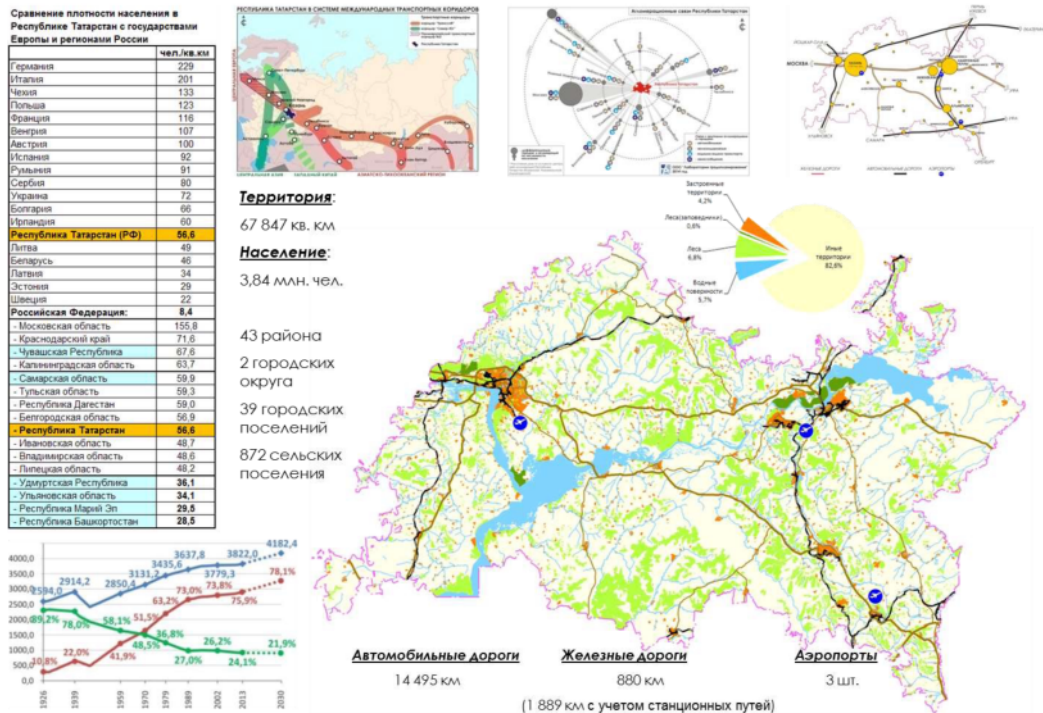 Сравнение плотности населения в
Республике Татарстан с государствами
Европы и регионами России
чел./кв.км
Германия 229
Италия 201
Чехия 133
Польша 123
Франция 116
Венгрия 107
Австрия 100
Испания 92
Румыния 91
Сербия 80
Украина 72
Болгария 66
Ирландия 60
Республика Татарстан (РФ) 56,6
Литва 49
Беларусь 46
Латвия 34
Эстония 29
Швеция 22
Российская Федерация: 8,4
- Московская область 155,8
- Краснодарский край 71,6
- Чувашская Республика 67,6
- Калининградская область 63,7
- Самарская область 59,9
- Тульская область 59,3
- Республика Дагестан 59,0
- Белгородская область 56,9
- Республика Татарстан 56,6
- Ивановская область 48,7
- Владимирская область 48,6
- Липецкая область 48,2
- Удмуртская Республика 36,1
- Ульяновская область 34,1
- Республика Марий Эл 29,5
- Республика Башкортостан 28,5
РЕСПУБЛИКА ТАТАРСТАН В СИСТЕМЕ МЕЖДУНАРОДНЫХ ТРАНСПОРТНЫХ КОРИДОРОВ
ЦЕНТРАЛЬНАЯ АЗИЯ
ЗАПАДНЫЙ КИТАЙ
АЗИАТСКО-ТИХООКЕАНСКИЙ РЕГИОН
МОСКВА
ЖЕЛЕЗНЫЕ ДОРОГИ
АВТОМОБИЛЬНЫЕ ДОРОГИ
АЭРОПОРТЫ
Территория:
67 847 кв. км
Население:
3,84 млн. чел.
43 района
2 городских
округа
39 городских
поселений
872 сельских
поселения
Застроенные
территории
4,2%
Леса(заповедники)
0,6%
Леса
6,8%
Водные
поверхности
5,7%
Иные
территории
82,6%
4000,0
3500,0
3000,0
2500,0
2000,0
1500,0
1000,0
500,0
0,0
2594,0
2914,2
2850,4
3131,2
3435,6
3637,8
3779,3
3822,0
4182,4
10,8%
22,0%
41,9%
51,5%
63,2%
73,0%
73,8%
75,9%
78,1%
89,2%
78,0%
58,1%
48,5%
36,8%
27,0%
26,2%
24,1%
21,9%
1926
1939
1959
1970
1979
1989
2002
2013
2030
Автомобильные дороги
14 495 км
Железные дороги
880 км
(1 889 км с учетом станционных путей)
Аэропорты
3 шт.